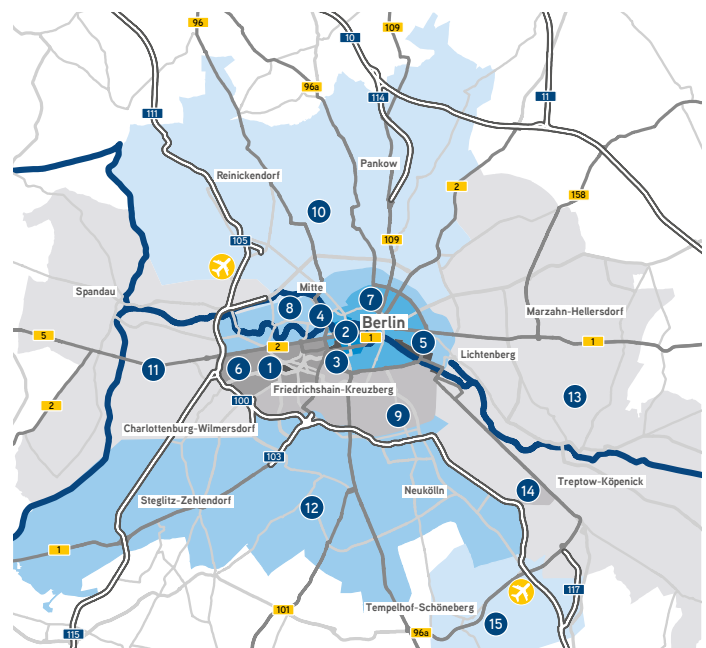 96
109
10
96a
114
11
111
Pankow
Reinickendorf
2
158
10
105
109
Spandau
Mitte
7
8
4
Marzahn-Hellersdorf
Berlin
5
2
1
5
1
2
Lichtenberg
3
11
6
1
Friedrichshain-Kreuzberg
13
100
2
9
Charlottenburg-Wilmersdorf
103
Treptow-Köpenick
14
Neukölln
Steglitz-Zehlendorf
12
1
117
Tempelhof-Schöneberg
101
15
115
96a